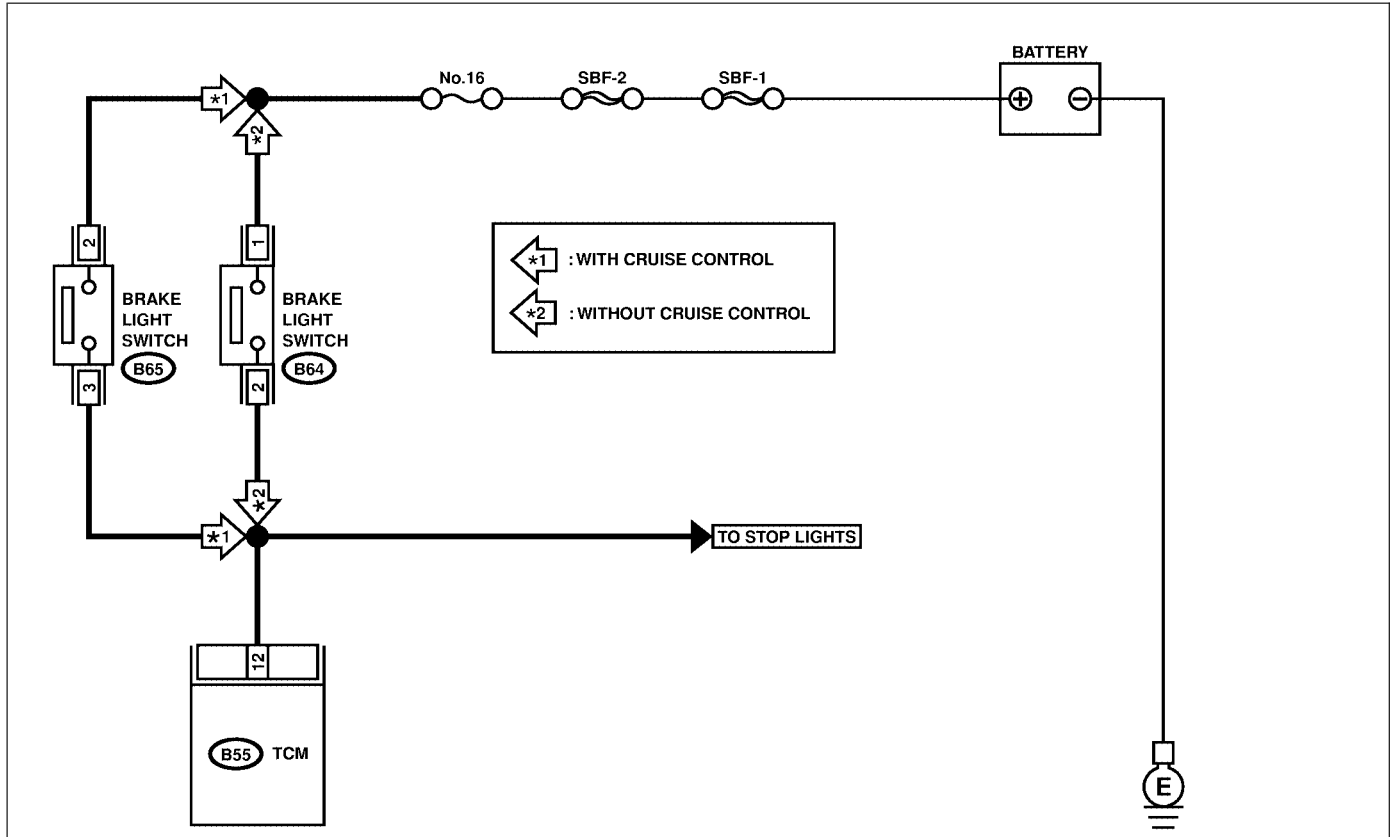 BATTERY
No.16
SBF-2
SBF-1
*1
*2
+
−
2
1
*1 : WITH CRUISE CONTROL
*2 : WITHOUT CRUISE CONTROL
BRAKE
LIGHT
SWITCH
B65
BRAKE
LIGHT
SWITCH
B64
3
2
*2
*1
TO STOP LIGHTS
12
B55 TCM
E